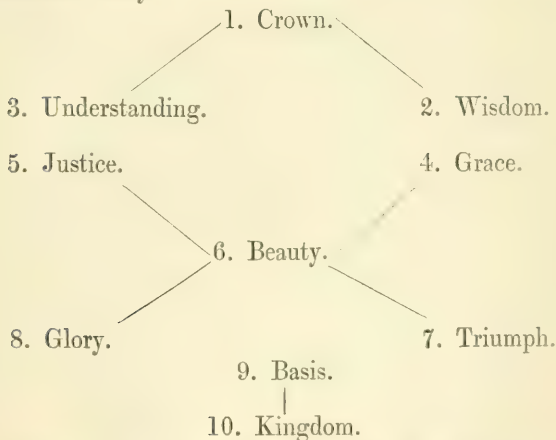 1. Crown.
3. Understanding. 2. Wisdom.
5. Justice. 4. Grace.
6. Beauty.
8. Glory. 7. Triumph.
9. Basis.
10. Kingdom.